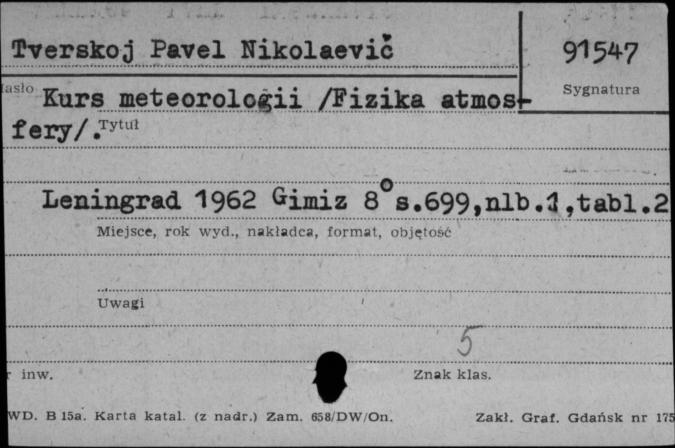 Tverskoj Pavel Nikolaevič
91547
Hasło
Sygnatura
Kurs meteorologii /Fizika atmos-
fery/.
Tytuł
Leningrad 1962 Gimiz 8° s.699,nlb.1,tabl.2
Miejsce, rok wyd., nakładca, format, objętość
Uwagi
5
r inw.
Znak klas.
WD. B 15a. Karta katal. (z nadr.) Zam. 658/DW/On.
Zakł. Graf. Gdańsk nr 175